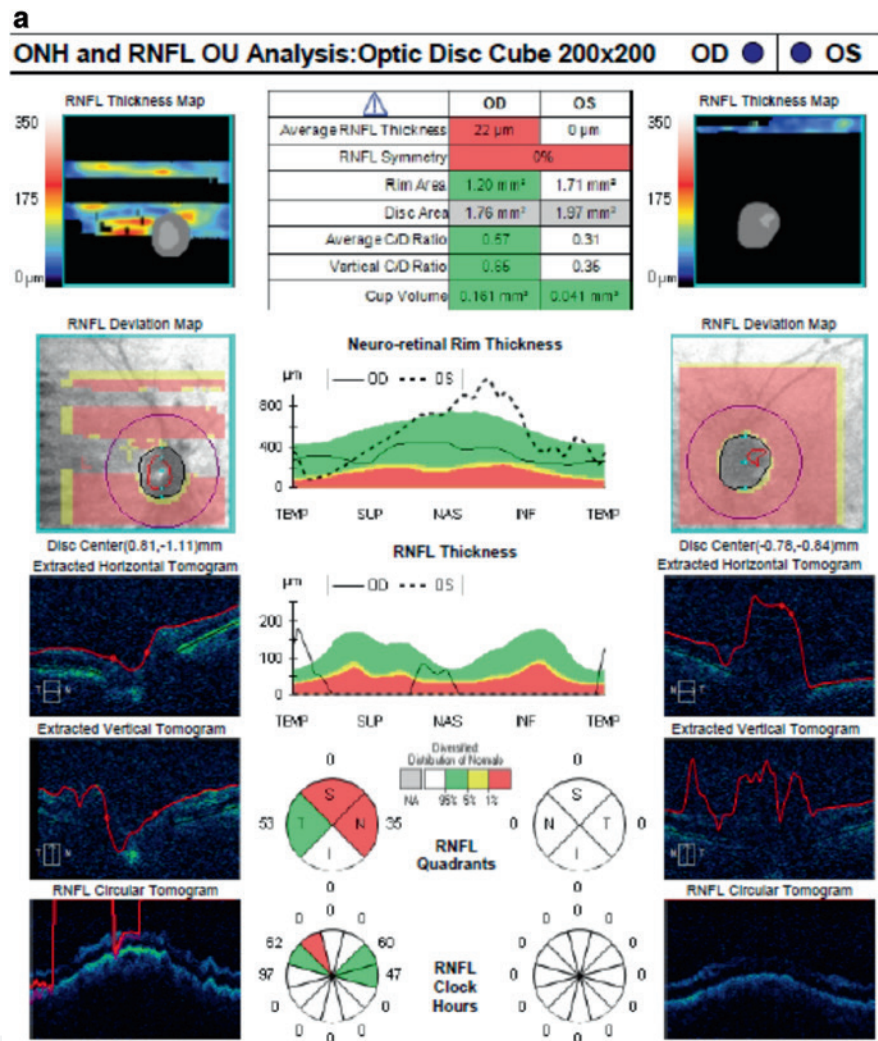 a
ONH and RNFL OU Analysis:Optic Disc Cube 200x200 OD OS
RNFL Thickness Map
350
175
0 µm
OD OS
Average RNFL Thickness 22 µm 0 µm
RNFL Symmetry 0%
Rim Area 1.20 mm² 1.71 mm²
Disc Area 1.76 mm² 1.97 mm²
Average C/D Ratio 0.57 0.31
Vertical C/D Ratio 0.55 0.35
Cup Volume 0.161 mm³ 0.041 mm³
RNFL Thickness Map
350
175
0 µm
RNFL Deviation Map
Disc Center(0.81,-1.11)mm
Neuro-retinal Rim Thickness
µm OD OS
800
400
0
TEMP SUP NAS INF TEMP
RNFL Deviation Map
Disc Center(-0.78,-0.84)mm
Extracted Horizontal Tomogram
T N
RNFL Thickness
µm OD OS
200
100
0
TEMP SUP NAS INF TEMP
Extracted Horizontal Tomogram
N T
Extracted Vertical Tomogram
T N
Diversified
Distribution of Normals
NA 95% 5% 1%
0
S
53 T N 35
I
0
RNFL
Quadrants
0
S
0 N T 0
I
0
Extracted Vertical Tomogram
N T
RNFL Circular Tomogram
0
0 0
62 60
97 47
0 0
0 0
0
RNFL
Clock
Hours
0
0 0
0 0
0 0
0 0
0 0
0
RNFL Circular Tomogram